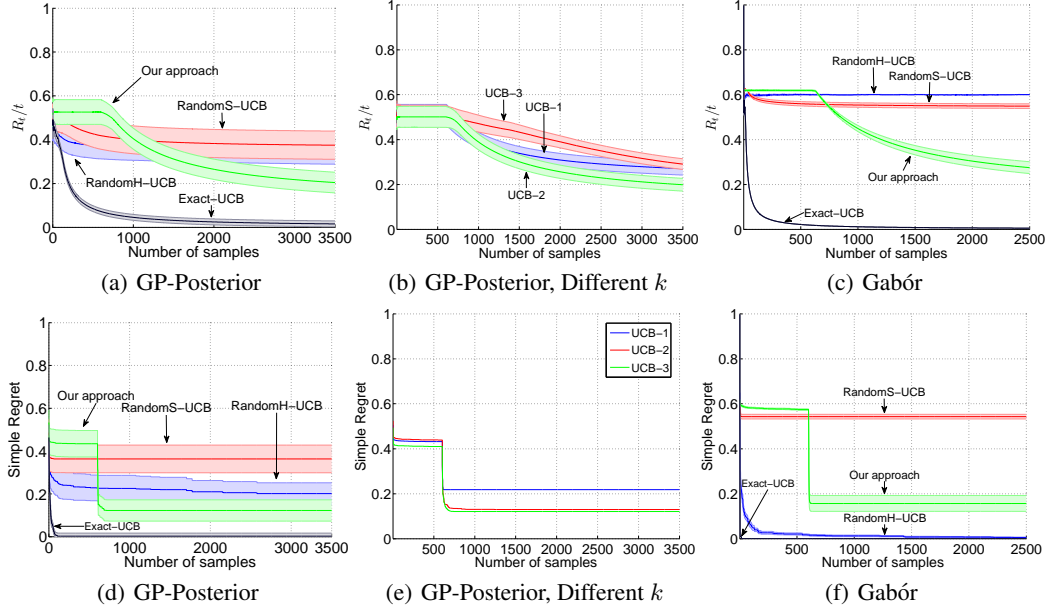 1
0.8
0.6
0.4
0.2
0
R_t/t
Our approach
RandomS−UCB
RandomH−UCB
Exact−UCB
0 1000 2000 3000 3500
Number of samples
(a) GP-Posterior
1
0.8
0.6
0.4
0.2
0
R_t/t
UCB−3
UCB−1
UCB−2
0 500 1000 1500 2000 2500 3000 3500
Number of samples
(b) GP-Posterior, Different k
1
0.8
0.6
0.4
0.2
0
R_t/t
RandomH−UCB
RandomS−UCB
Our approach
Exact−UCB
0 500 1000 1500 2000 2500
Number of samples
(c) Gabór
1
0.8
0.6
0.4
0.2
0
Simple Regret
Our approach
RandomS−UCB
RandomH−UCB
Exact−UCB
0 1000 2000 3000 3500
Number of samples
(d) GP-Posterior
1
0.8
0.6
0.4
0.2
0
Simple Regret
UCB−1
UCB−2
UCB−3
500 1000 1500 2000 2500 3000 3500
Number of samples
(e) GP-Posterior, Different k
1
0.8
0.6
0.4
0.2
0
Simple Regret
RandomS−UCB
Our approach
Exact−UCB
RandomH−UCB
0 500 1000 1500 2000 2500
Number of samples
(f) Gabór